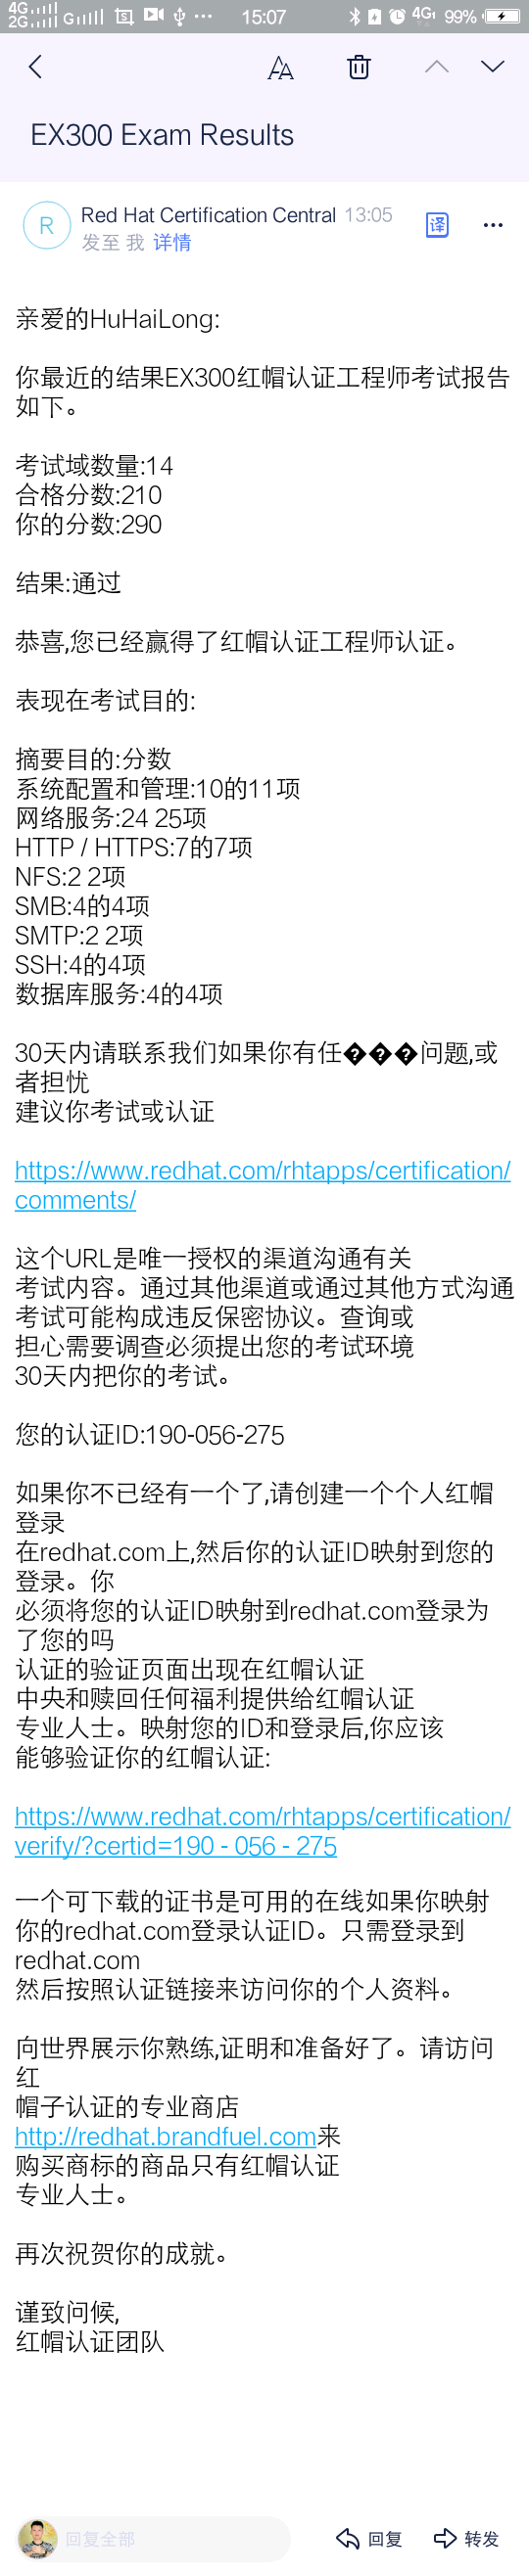 4G
2G
G
15:07
4G
99%
EX300 Exam Results
R
Red Hat Certification Central 13:05
译
发至 我 详情
亲爱的HuHaiLong:
你最近的结果EX300红帽认证工程师考试报告
如下。
考试域数量:14
合格分数:210
你的分数:290
结果:通过
恭喜,您已经赢得了红帽认证工程师认证。
表现在考试目的:
摘要目的:分数
系统配置和管理:10的11项
网络服务:24 25项
HTTP / HTTPS:7的7项
NFS:2 2项
SMB:4的4项
SMTP:2 2项
SSH:4的4项
数据库服务:4的4项
30天内请联系我们如果你有任���问题,或
者担忧
建议你考试或认证
https://www.redhat.com/rhtapps/certification/
comments/
这个URL是唯一授权的渠道沟通有关
考试内容。通过其他渠道或通过其他方式沟通
考试可能构成违反保密协议。查询或
担心需要调查必须提出您的考试环境
30天内把你的考试。
您的认证ID:190-056-275
如果你不已经有一个了,请创建一个个人红帽
登录
在redhat.com上,然后你的认证ID映射到您的
登录。你
必须将您的认证ID映射到redhat.com登录为
了您的吗
认证的验证页面出现在红帽认证
中央和赎回任何福利提供给红帽认证
专业人士。映射您的ID和登录后,你应该
能够验证你的红帽认证:
https://www.redhat.com/rhtapps/certification/
verify/?certid=190 - 056 - 275
一个可下载的证书是可用的在线如果你映射
你的redhat.com登录认证ID。只需登录到
redhat.com
然后按照认证链接来访问你的个人资料。
向世界展示你熟练,证明和准备好了。请访问
红
帽子认证的专业商店
http://redhat.brandfuel.com来
购买商标的商品只有红帽认证
专业人士。
再次祝贺你的成就。
谨致问候,
红帽认证团队
回复全部
回复
转发